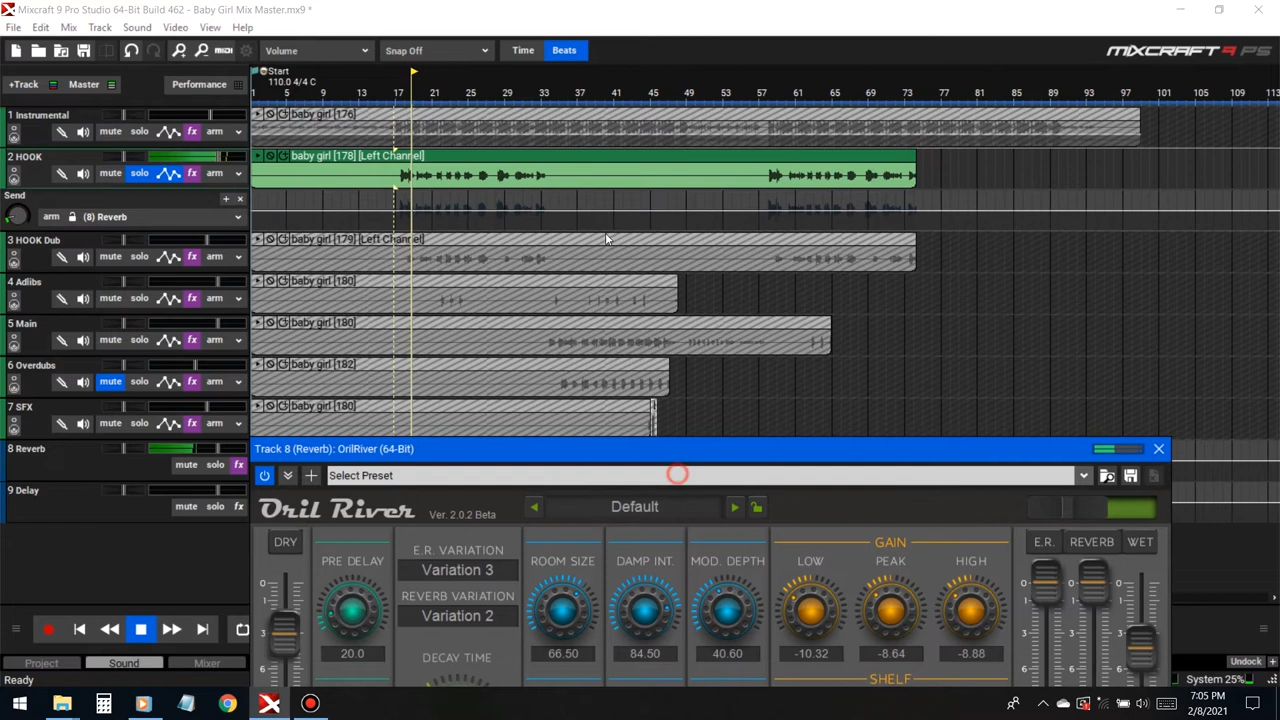 Mixcraft 9 Pro Studio 64-Bit Build 462 - Baby Girl Mix Master.mx9 *
File Edit Mix Track Sound Video View Help
MIDI Volume Snap Off Time Beats MIXCRAFT 9 PS
+Track Master Performance
Start
110.0 4/4 C
1 5 9 13 17 21 25 29 33 37 41 45 49 53 57 61 65 69 73 77 81 85 89 93 97 101 105 109 113
1 Instrumental baby girl [176]
mute solo fx arm
2 HOOK baby girl [178] [Left Channel]
mute solo fx arm
Send
arm (8) Reverb
3 HOOK Dub baby girl [179] [Left Channel]
mute solo fx arm
4 Adlibs baby girl [180]
mute solo fx arm
5 Main baby girl [180]
mute solo fx arm
6 Overdubs baby girl [182]
mute solo fx arm
7 SFX baby girl [180]
mute solo fx arm
8 Reverb
mute solo fx
9 Delay
mute solo fx
Track 8 (Reverb): OrilRiver (64-Bit)
Select Preset
Oril River Ver. 2.0.2 Beta Default
DRY PRE DELAY E.R. VARIATION ROOM SIZE DAMP INT. MOD. DEPTH GAIN E.R. REVERB WET
Variation 3 LOW PEAK HIGH
REVERB VARIATION
Variation 2
20.0 66.50 84.50 40.60 -10.32 -8.64 -8.88
DECAY TIME SHELF
0 1 3 6
0 1 3 6
Project Sound Mixer Undock
Ready System 25%
7:05 PM
2/8/2021